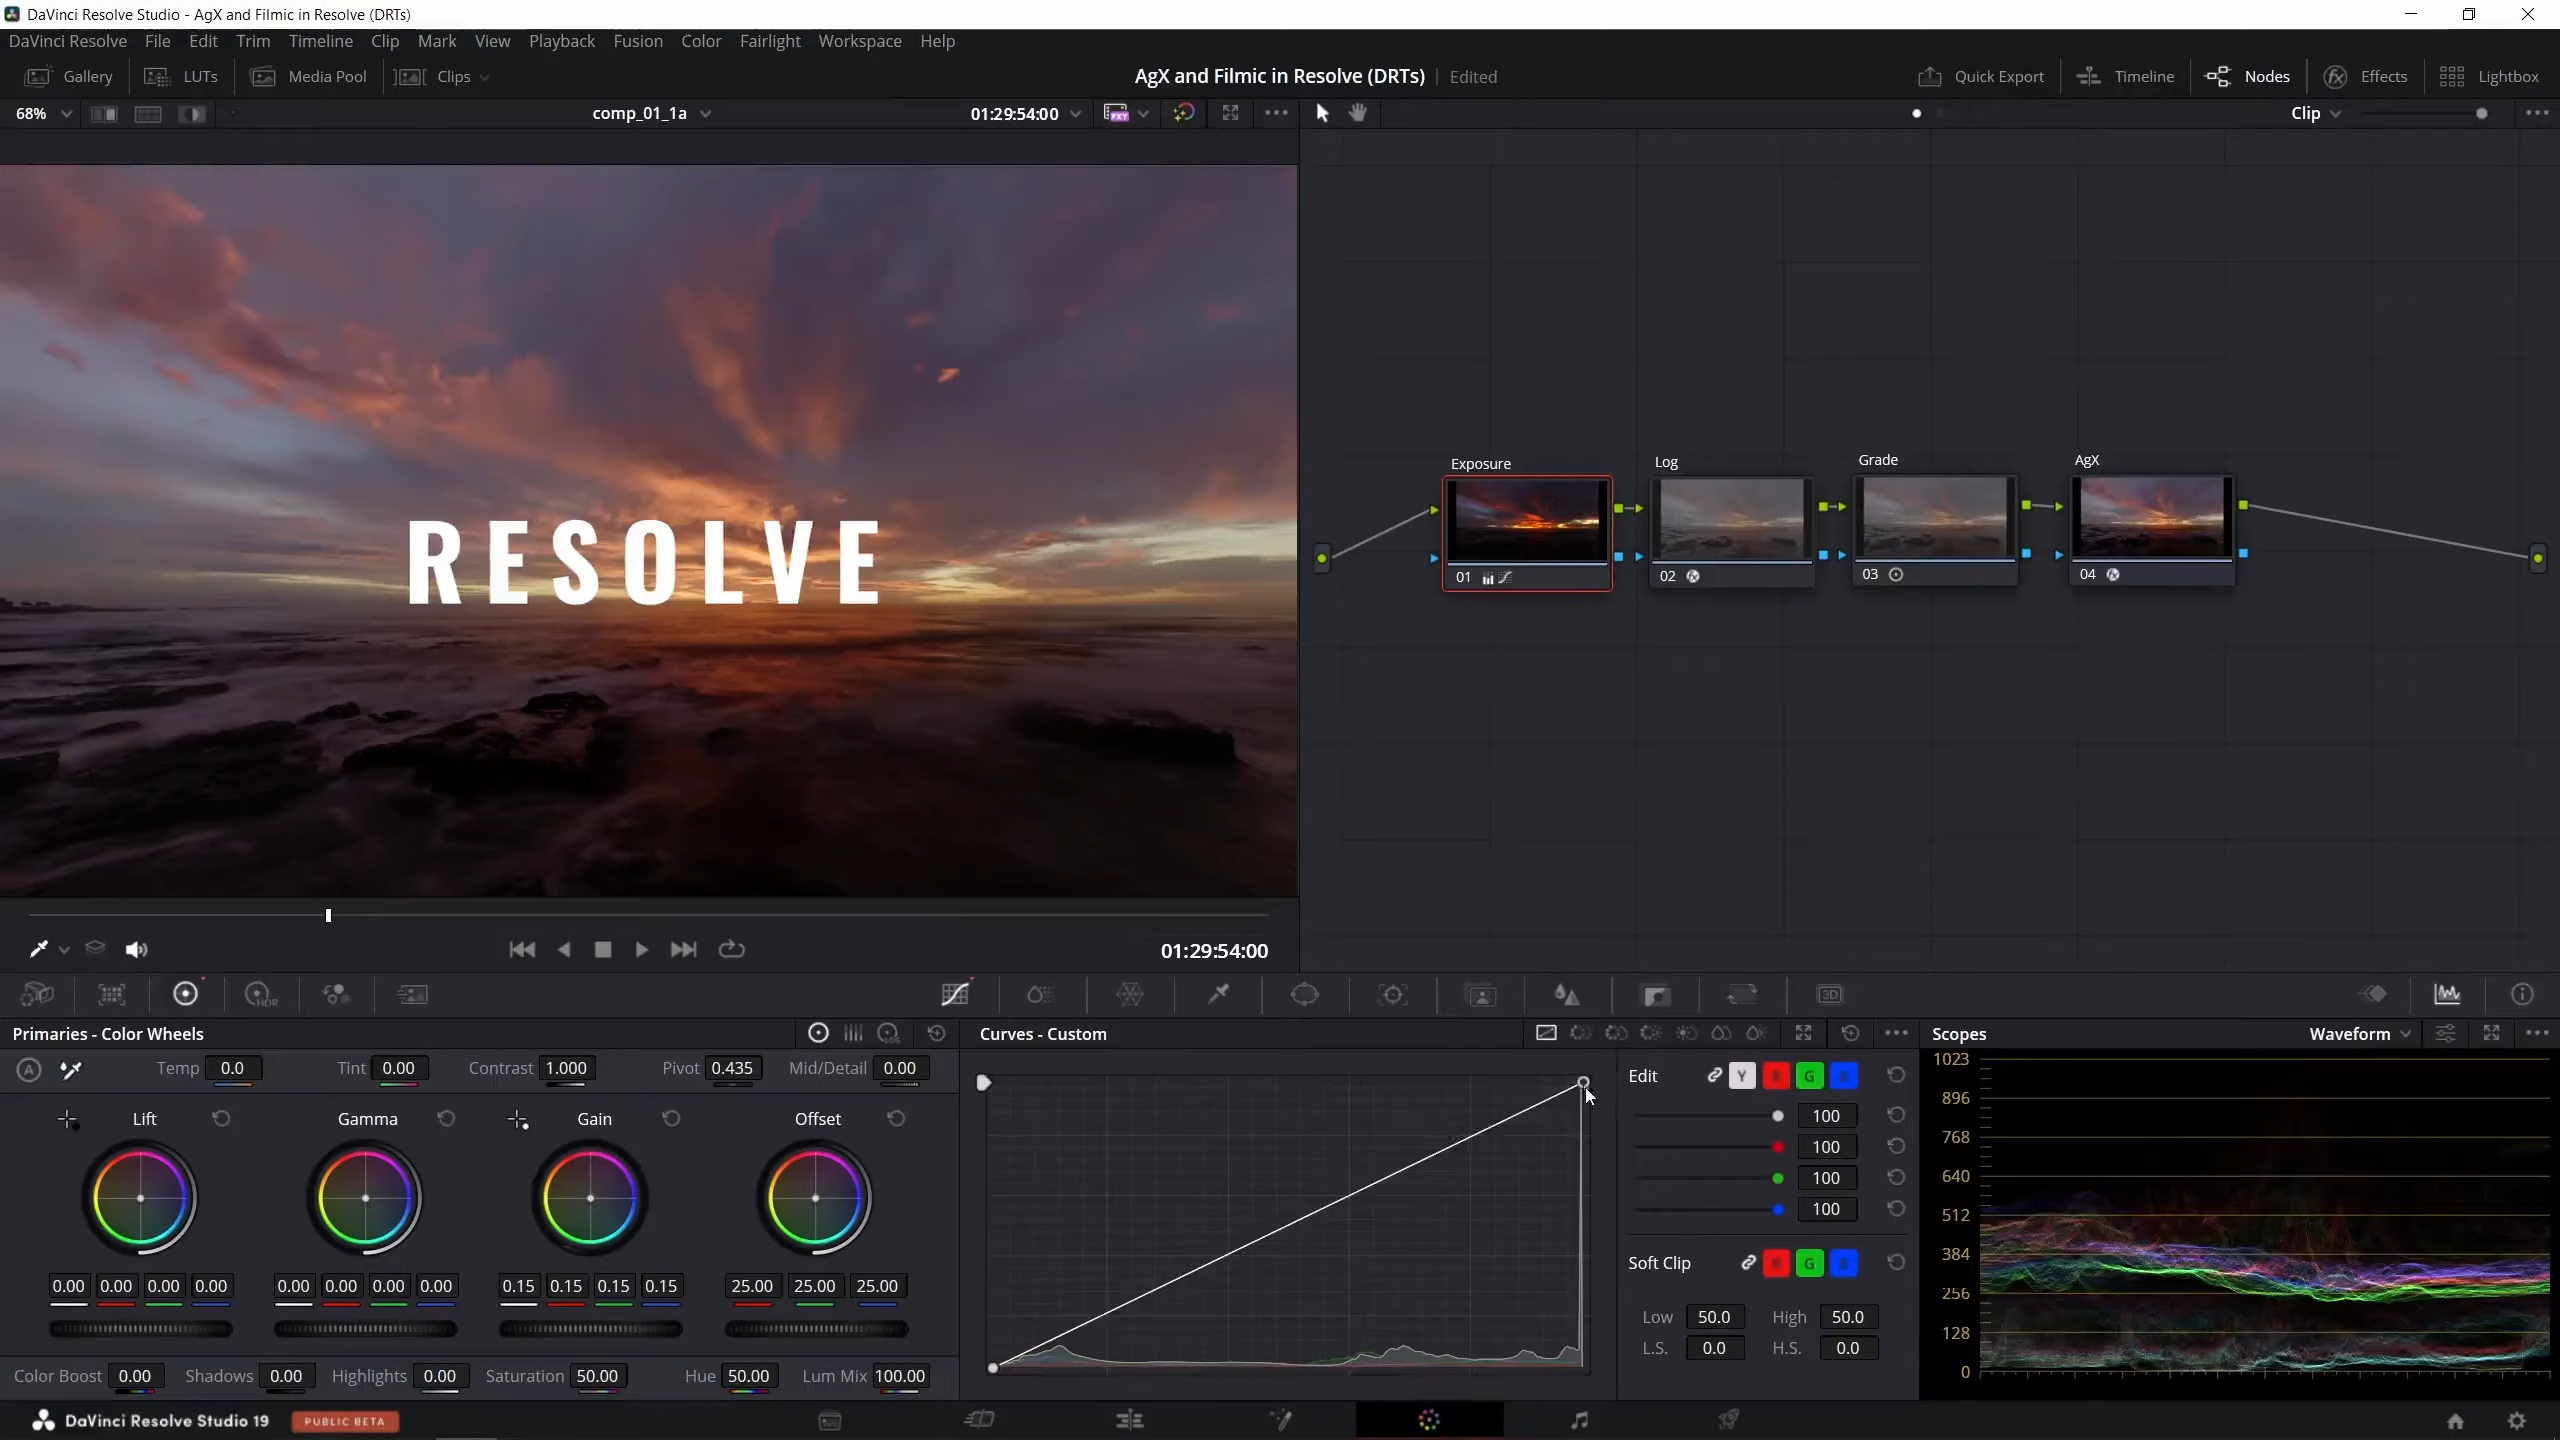 DaVinci Resolve Studio - AgX and Filmic in Resolve (DRTs)
DaVinci Resolve File Edit Trim Timeline Clip Mark View Playback Fusion Color Fairlight Workspace Help
Gallery LUTs Media Pool Clips AgX and Filmic in Resolve (DRTs) Edited Quick Export Timeline Nodes Effects Lightbox
68% comp_01_1a 01:29:54:00 Clip
Exposure Log Grade AgX
RESOLVE
01 02 03 04
01:29:54:00
HDR 3D
Primaries - Color Wheels Curves - Custom Scopes Waveform
A Temp 0.0 Tint 0.00 Contrast 1.000 Pivot 0.435 Mid/Detail 0.00 Edit Y G
Lift Gamma Gain Offset
100
100
100
100
Soft Clip G
0.00 0.00 0.00 0.00 0.00 0.00 0.00 0.00 0.15 0.15 0.15 0.15 25.00 25.00 25.00
Low 50.0 High 50.0
L.S. 0.0 H.S. 0.0
1023
896
768
640
512
384
256
128
0
Color Boost 0.00 Shadows 0.00 Highlights 0.00 Saturation 50.00 Hue 50.00 Lum Mix 100.00
DaVinci Resolve Studio 19 PUBLIC BETA